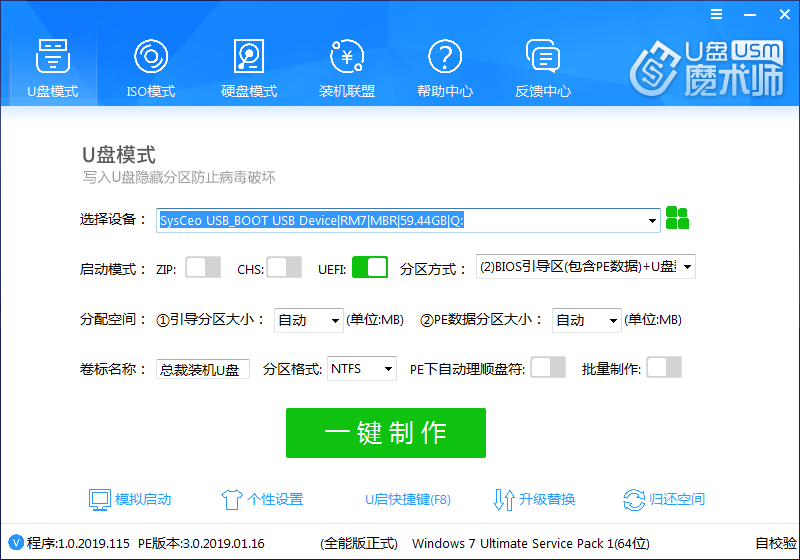 U盘模式 ISO模式 硬盘模式 装机联盟 帮助中心 反馈中心
U盘 USM
魔术师
U盘模式
写入U盘隐藏分区防止病毒破坏
选择设备： SysCeo USB_BOOT USB Device|RM7|MBR|59.44GB|Q:
启动模式： ZIP: CHS: UEFI: 分区方式： (2)BIOS引导区(包含PE数据)+U盘
分配空间： ①引导分区大小： 自动 (单位:MB) ②PE数据分区大小： 自动 (单位:MB)
卷标名称： 总裁装机U盘 分区格式: NTFS PE下自动理顺盘符: 批量制作:
一键制作
模拟启动 个性设置 U启快捷键(F8) 升级替换 归还空间
V 程序:1.0.2019.115 PE版本:3.0.2019.01.16 (全能版正式) Windows 7 Ultimate Service Pack 1(64位) 自校验